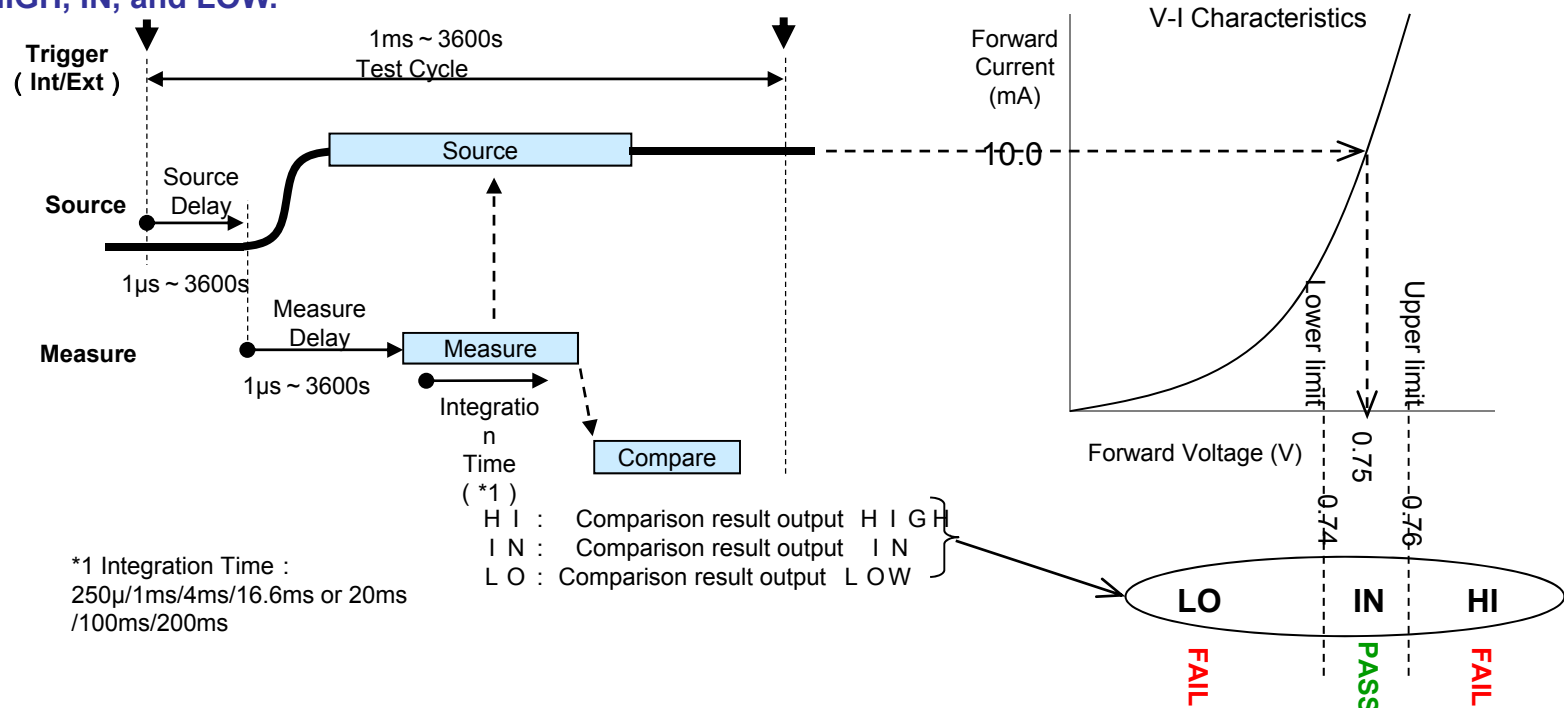 HIGH, IN, and LOW.
Trigger
( Int/Ext )
1ms ~ 3600s
Test Cycle
Source
Source
Delay
Source
1μs ~ 3600s
Measure
Measure
Delay
Measure
1μs ~ 3600s
Integratio
n
Time
( *1 )
Compare
H I : Comparison result output H I G H
I N : Comparison result output I N
L O : Comparison result output L O W
*1 Integration Time :
250μ/1ms/4ms/16.6ms or 20ms
/100ms/200ms
V-I Characteristics
Forward
Current
(mA)
10.0
Lower limit
Upper limit
Forward Voltage (V)
0.75
0.74
0.76
LO
IN
HI
FAIL
PASS
FAIL